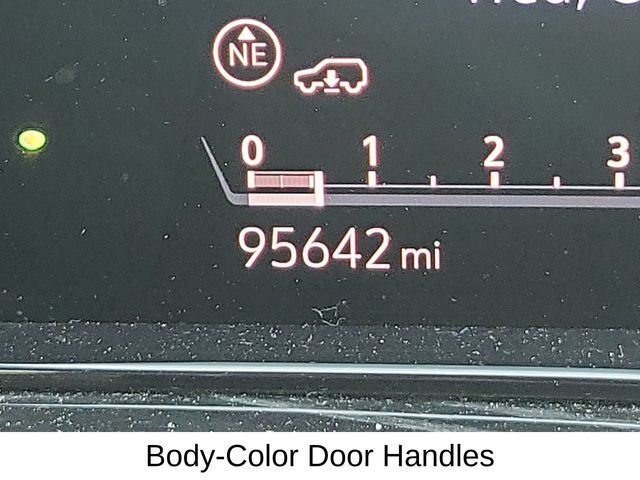 NE
0 1 2 3
95642 mi
Body-Color Door Handles